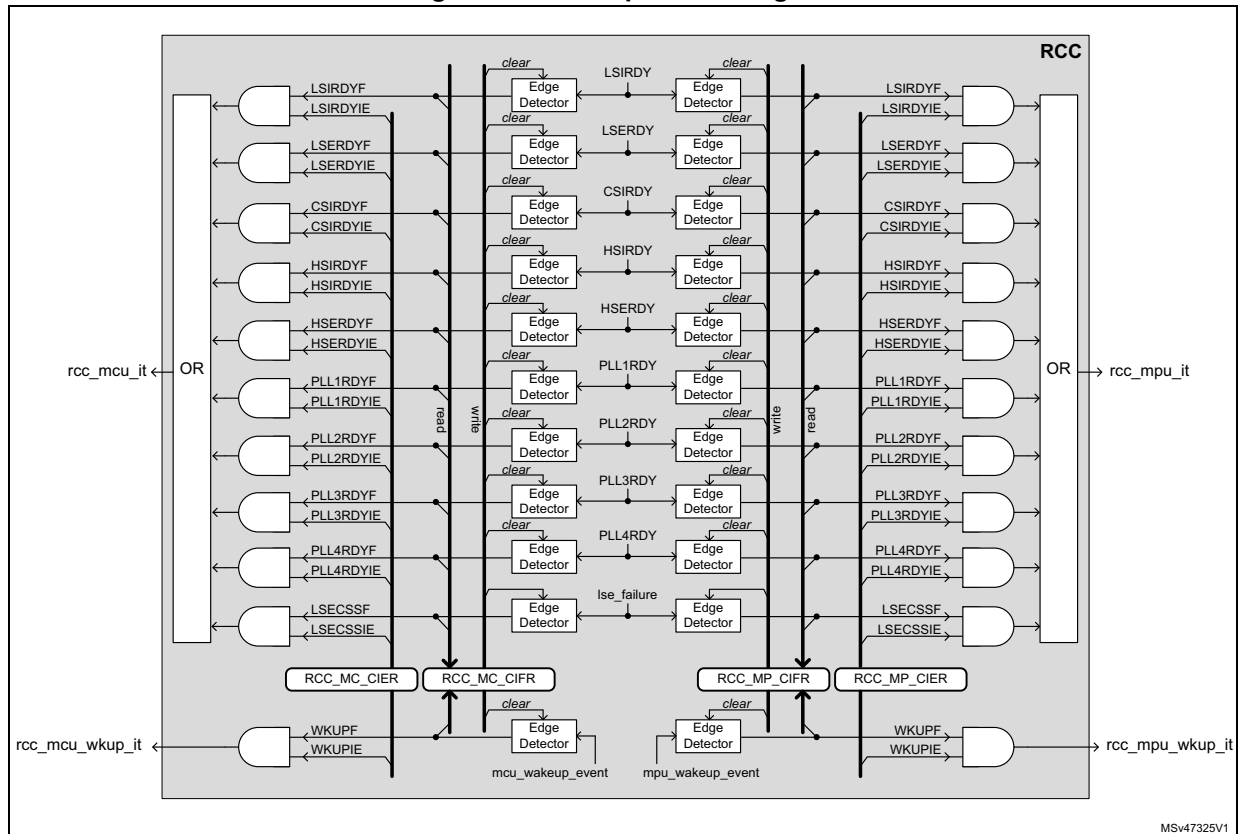 RCC
clear LSIRDY clear
LSIRDYF Edge Detector Edge Detector LSIRDYF
LSIRDYIE LSIRDYIE
clear LSERDY clear
LSERDYF Edge Detector Edge Detector LSERDYF
LSERDYIE LSERDYIE
clear CSIRDY clear
CSIRDYF Edge Detector Edge Detector CSIRDYF
CSIRDYIE CSIRDYIE
clear HSIRDY clear
HSIRDYF Edge Detector Edge Detector HSIRDYF
HSIRDYIE HSIRDYIE
clear HSERDY clear
HSERDYF Edge Detector Edge Detector HSERDYF
HSERDYIE HSERDYIE
rcc_mcu_it OR OR rcc_mpu_it
clear PLL1RDY clear
PLL1RDYF Edge Detector Edge Detector PLL1RDYF
PLL1RDYIE PLL1RDYIE
read write write read
clear PLL2RDY clear
PLL2RDYF Edge Detector Edge Detector PLL2RDYF
PLL2RDYIE PLL2RDYIE
clear PLL3RDY clear
PLL3RDYF Edge Detector Edge Detector PLL3RDYF
PLL3RDYIE PLL3RDYIE
clear PLL4RDY clear
PLL4RDYF Edge Detector Edge Detector PLL4RDYF
PLL4RDYIE PLL4RDYIE
clear lse_failure clear
LSECSSF Edge Detector Edge Detector LSECSSF
LSECSSIE LSECSSIE
RCC_MC_CIER RCC_MC_CIFR RCC_MP_CIFR RCC_MP_CIER
clear clear
WKUPF Edge Detector Edge Detector WKUPF
rcc_mcu_wkup_it WKUPIE WKUPIE rcc_mpu_wkup_it
mcu_wakeup_event mpu_wakeup_event
MSv47325V1